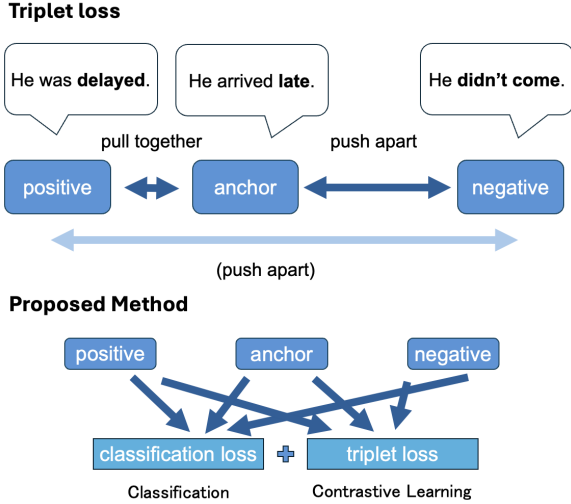 Triplet loss
He was delayed.
He arrived late.
He didn't come.
pull together
push apart
positive
anchor
negative
(push apart)
Proposed Method
positive
anchor
negative
classification loss
+
triplet loss
Classification
Contrastive Learning